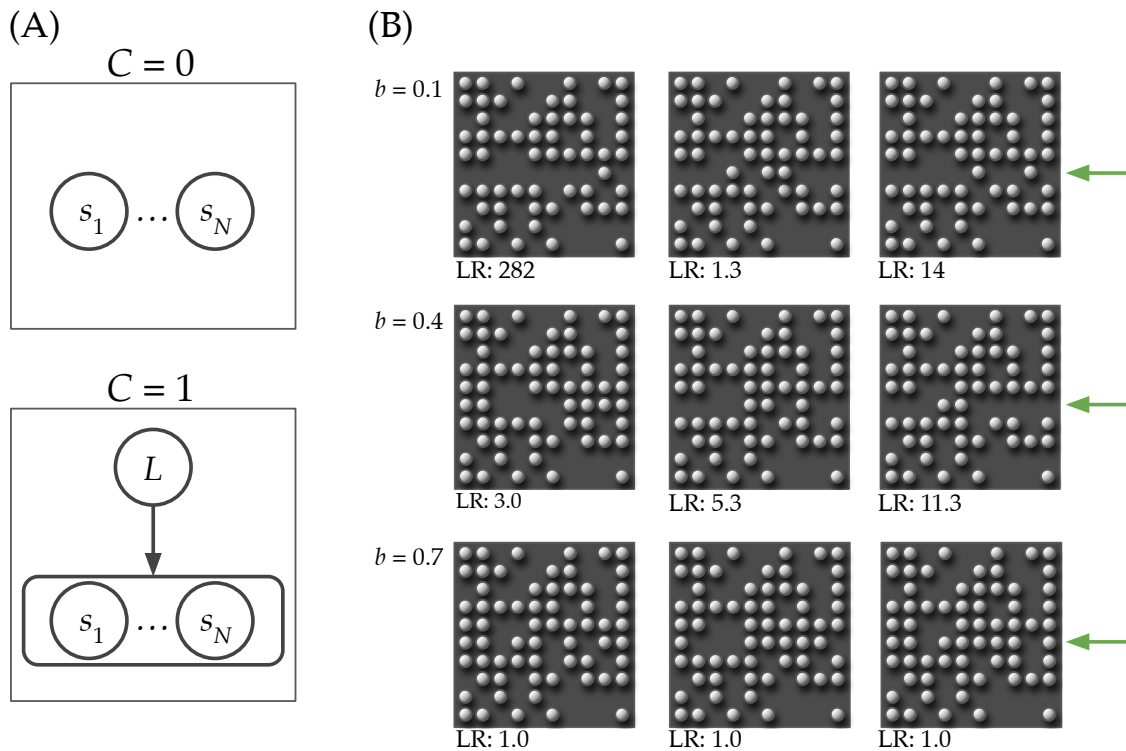 (A)
C = 0
s1 ... sN
C = 1
L
s1 ... sN
(B)
b = 0.1
LR: 282 LR: 1.3 LR: 14
b = 0.4
LR: 3.0 LR: 5.3 LR: 11.3
b = 0.7
LR: 1.0 LR: 1.0 LR: 1.0